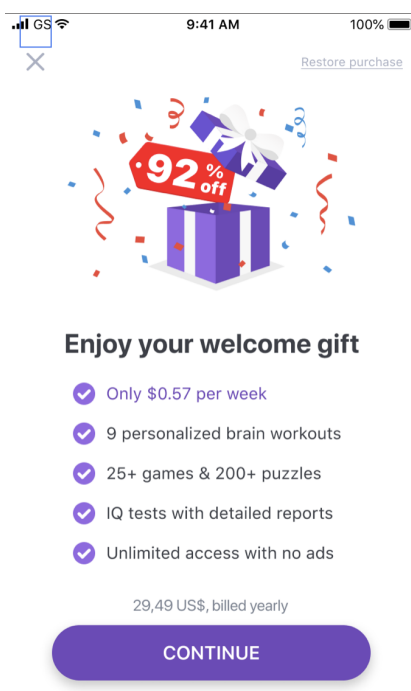 GS 9:41 AM 100%
Restore purchase
92 % off
Enjoy your welcome gift
Only $0.57 per week
9 personalized brain workouts
25+ games & 200+ puzzles
IQ tests with detailed reports
Unlimited access with no ads
29,49 US$, billed yearly
CONTINUE